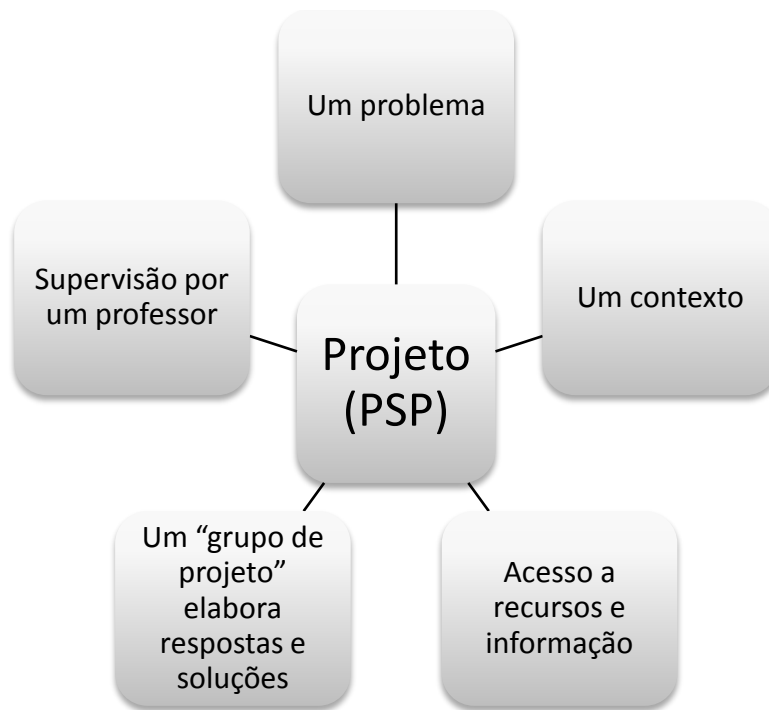 Um problema
Supervisão por
um professor
Um contexto
Projeto
(PSP)
Um “grupo de
projeto”
elabora
respostas e
soluções
Acesso a
recursos e
informação